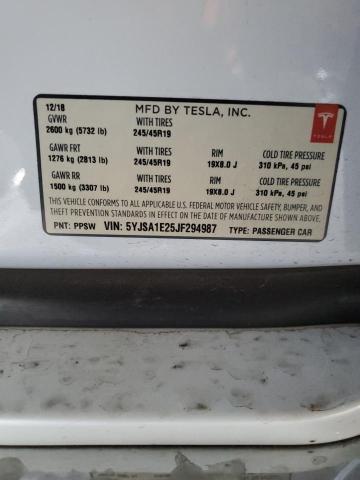 12/18 MFD BY TESLA, INC.
GVWR WITH TIRES
2600 kg (5732 lb) 245/45R19
TESLA
GAWR FRT WITH TIRES RIM COLD TIRE PRESSURE
1276 kg (2813 lb) 245/45R19 19X8.0 J 310 kPa, 45 psi
GAWR RR WITH TIRES RIM COLD TIRE PRESSURE
1500 kg (3307 lb) 245/45R19 19X8.0 J 310 kPa, 45 psi
THIS VEHICLE CONFORMS TO ALL APPLICABLE U.S. FEDERAL MOTOR VEHICLE SAFETY, BUMPER, AND
THEFT PREVENTION STANDARDS IN EFFECT ON THE DATE OF MANUFACTURE SHOWN ABOVE.
PNT: PPSW VIN: 5YJSA1E25JF294987 TYPE: PASSENGER CAR